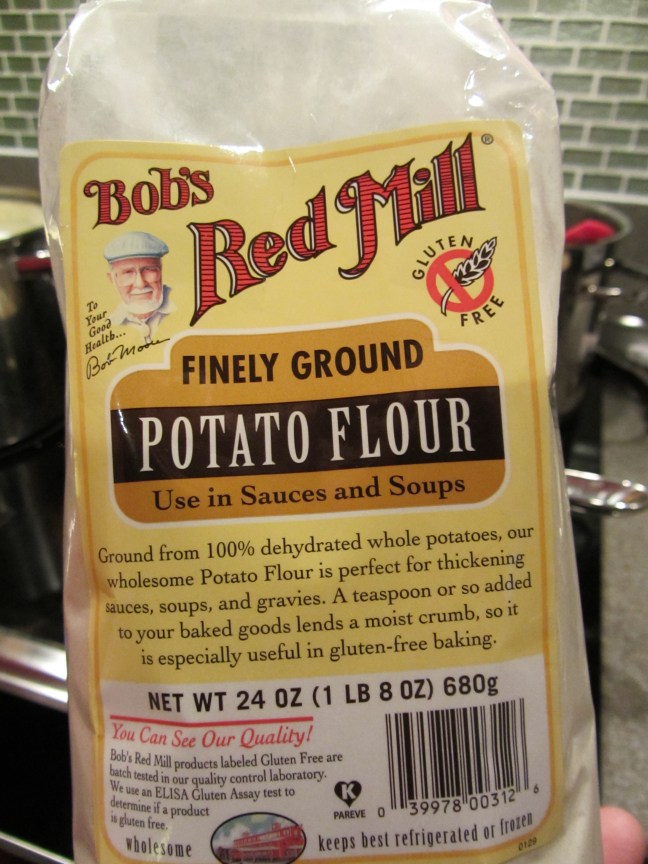 Bob's
Red Mill®
GLUTEN
FREE
To
Your
Good
Health...
Bob Moore
FINELY GROUND
POTATO FLOUR
Use in Sauces and Soups
Ground from 100% dehydrated whole potatoes, our
wholesome Potato Flour is perfect for thickening
sauces, soups, and gravies. A teaspoon or so added
to your baked goods lends a moist crumb, so it
is especially useful in gluten-free baking.
NET WT 24 OZ (1 LB 8 OZ) 680g
You Can See Our Quality!
Bob's Red Mill products labeled Gluten Free are
batch tested in our quality control laboratory.
We use an ELISA Gluten Assay test to
determine if a product
is gluten free.
K
PAREVE
0 39978 00312 6
wholesome
keeps best refrigerated or frozen
0129